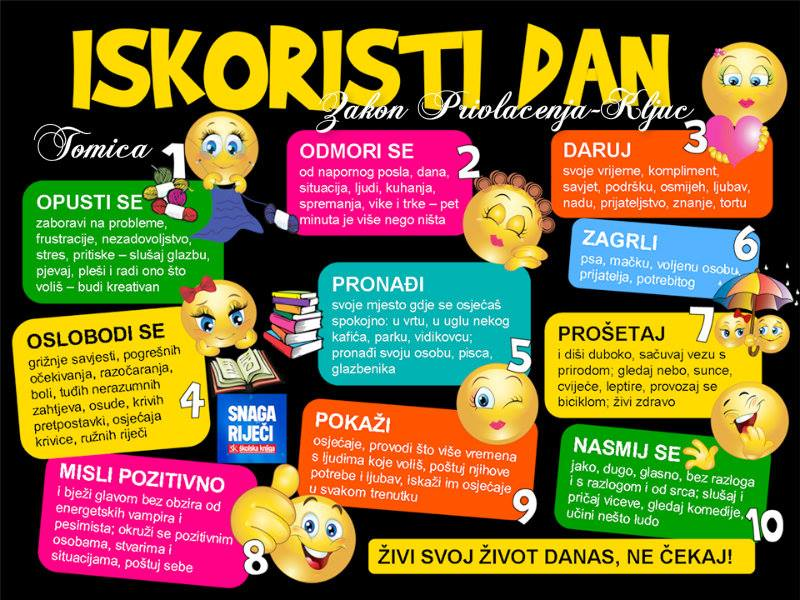 ISKORISTI DAN
Zakon Privlacenja-Kljuc
Tomica
1
OPUSTI SE
zaboravi na probleme,
frustracije, nezadovoljstvo,
stres, pritiske – slušaj glazbu,
pjevaj, pleši i radi ono što
voliš – budi kreativan
2
ODMORI SE
od napornog posla, dana,
situacija, ljudi, kuhanja,
spremanja, vike i trke – pet
minuta je više nego ništa
3
DARUJ
svoje vrijeme, kompliment,
savjet, podršku, osmijeh, ljubav,
nadu, prijateljstvo, znanje, tortu
4
OSLOBODI SE
grižnje savjesti, pogrešnih
očekivanja, razočaranja,
boli, tuđih nerazumnih
zahtjeva, osude, krivih
pretpostavki, osjećaja
krivice, ružnih riječi
5
PRONAĐI
svoje mjesto gdje se osjećaš
spokojno: u vrtu, u uglu nekog
kafića, parku, vidikovcu;
pronađi svoju osobu, pisca,
glazbenika
6
ZAGRLI
psa, mačku, voljenu osobu,
prijatelja, potrebitog
7
PROŠETAJ
i diši duboko, sačuvaj vezu s
prirodom; gledaj nebo, sunce,
cvijeće, leptire, provozaj se
biciklom; živi zdravo
SNAGA
RIJEČI
školska knjiga
8
MISLI POZITIVNO
i bježi glavom bez obzira od
energetskih vampira i
pesimista; okruži se pozitivnim
osobama, stvarima i
situacijama, poštuj sebe
9
POKAŽI
osjećaje, provodi što više vremena
s ljudima koje voliš, poštuj njihove
potrebe i ljubav, iskaži im osjećaje
u svakom trenutku
10
NASMIJ SE
jako, dugo, glasno, bez razloga
i s razlogom i od srca; slušaj i
pričaj viceve, gledaj komedije,
učini nešto ludo
ŽIVI SVOJ ŽIVOT DANAS, NE ČEKAJ!